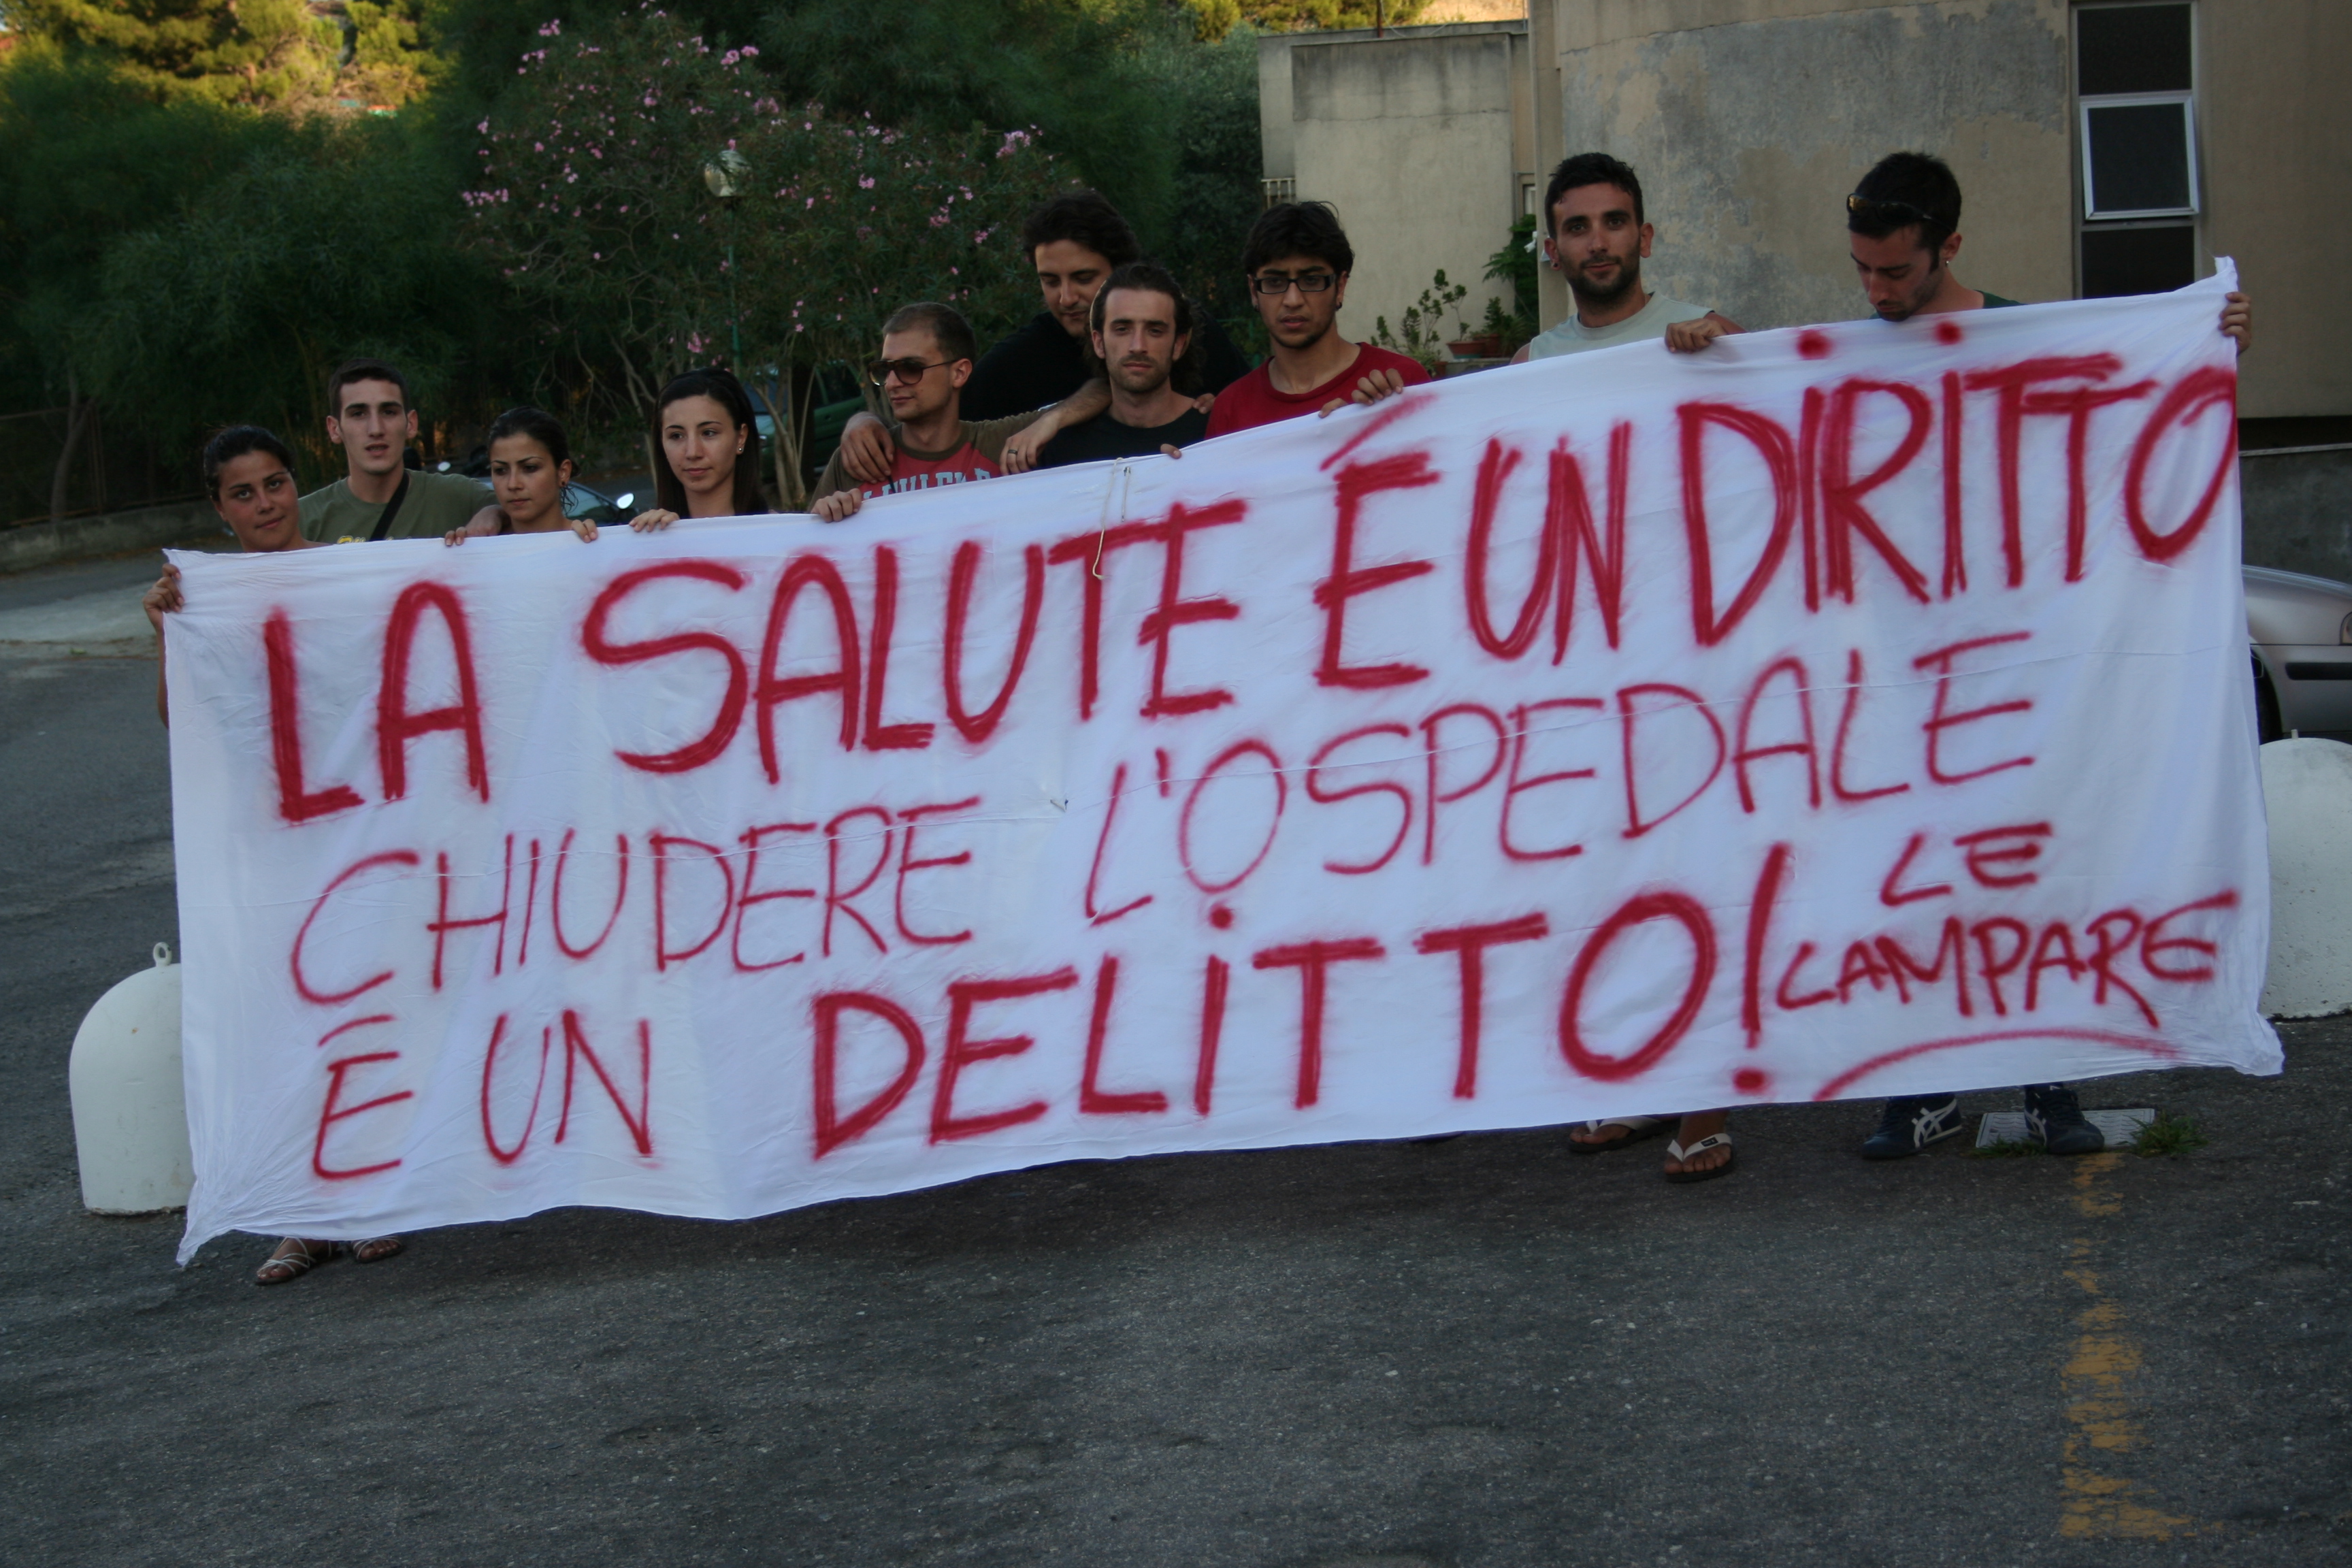 LA SALUTE É UN DIRITTO
CHIUDERE L'OSPEDALE
É UN DELITTO!
LE
LAMPARE